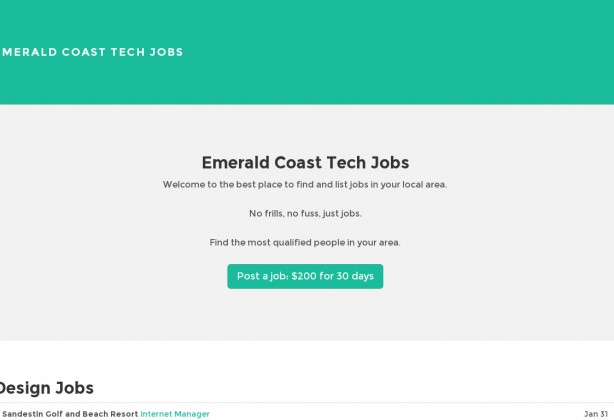 MERALD COAST TECH JOBS
Emerald Coast Tech Jobs
Welcome to the best place to find and list jobs in your local area.
No frills, no fuss, just jobs.
Find the most qualified people in your area.
Post a job: $200 for 30 days
Design Jobs
Sandestin Golf and Beach Resort Internet Manager Jan 31